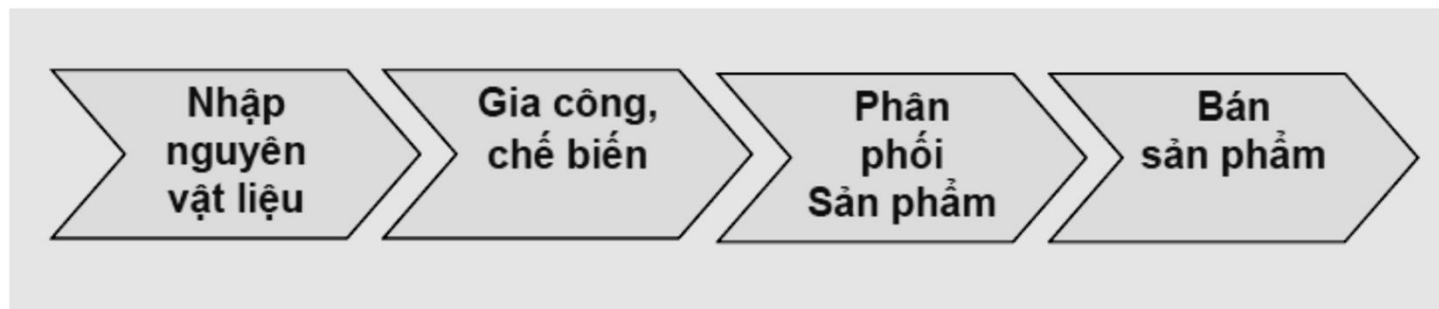 Nhập
nguyên
vật liệu
Gia công,
chế biến
Phân
phối
Sản phẩm
Bán
sản phẩm